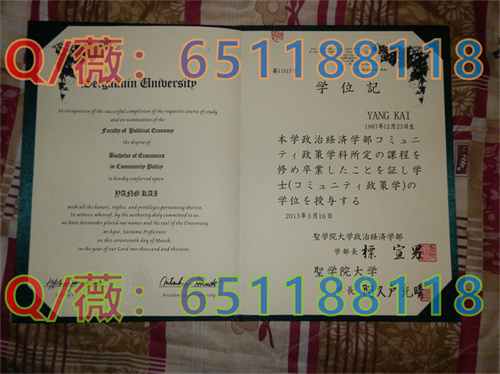 Q/薇：651188118
Seigakuin University
In recognition of the successful completion of the requisite course of study
and on nomination of the
Faculty of Political Economy
the degree of
Bachelor of Economics
in Community Policy
is hereby conferred upon
YANG KAI
with all the honors, rights, and privileges pertaining thereto.
In witness whereof, by the authority duly committed to us
we have hereunder placed our names and the seal of the University
at Ageo, Saitama Prefecture
on this seventeenth day of March,
in the year of our Lord two thousand and thirteen.
学位記
YANG KAI
1987年12月23日生
本学政治経済学部コミュニ
ティ政策学科所定の課程を
修め卒業したことを証し学
士(コミュニティ政策学)の
学位を授与する
2013年3月16日
聖学院大学政治経済学部
学部長 標 宣男
聖学院大学
Q/薇：651188118